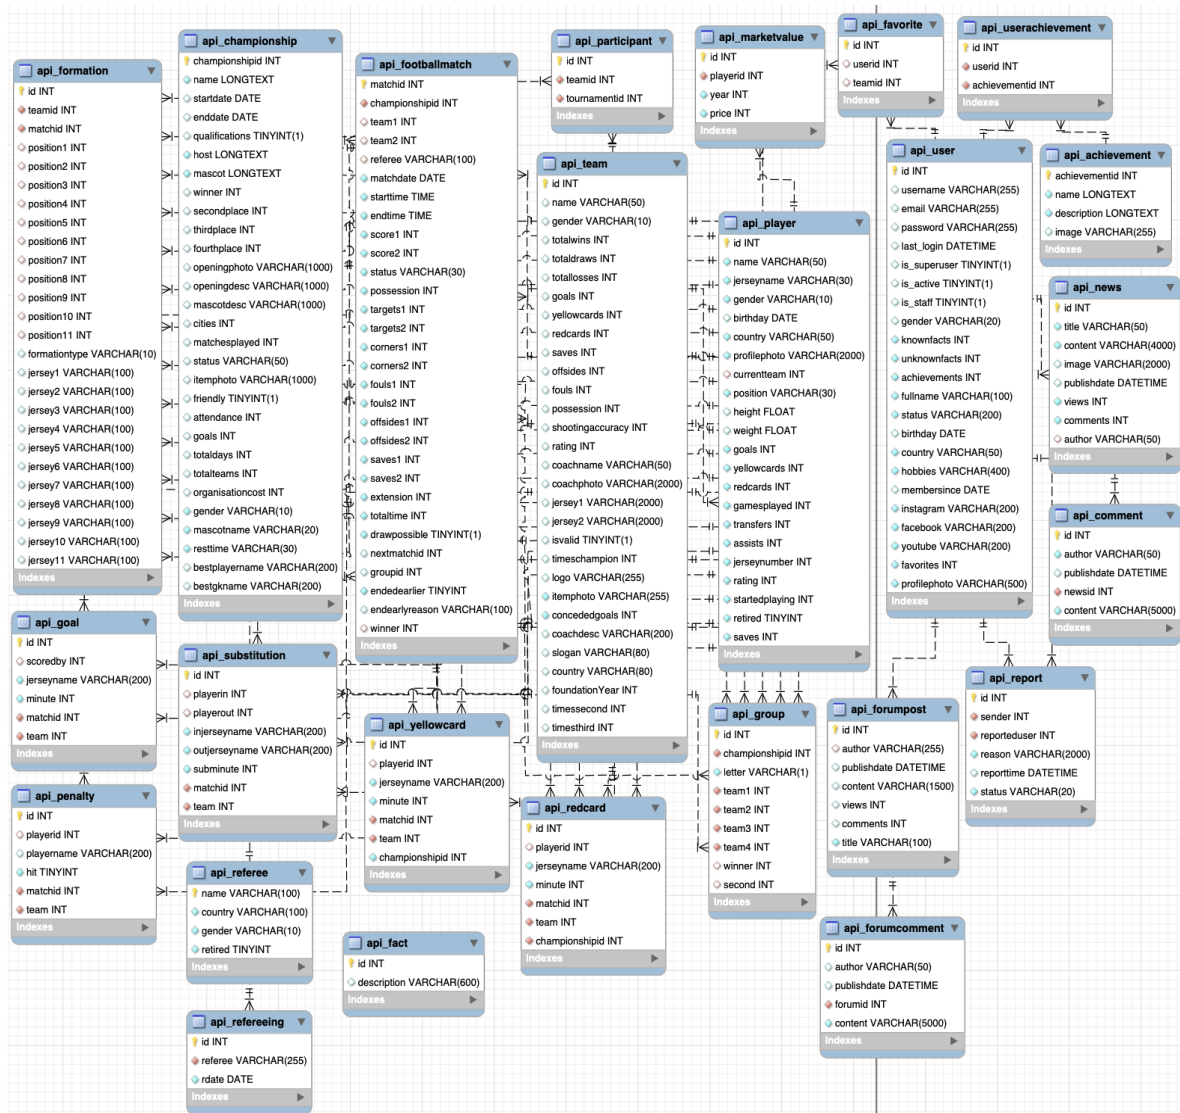 api_formation
id INT
teamid INT
matchid INT
position1 INT
position2 INT
position3 INT
position4 INT
position5 INT
position6 INT
position7 INT
position8 INT
position9 INT
position10 INT
position11 INT
formationtype VARCHAR(10)
jersey1 VARCHAR(100)
jersey2 VARCHAR(100)
jersey3 VARCHAR(100)
jersey4 VARCHAR(100)
jersey5 VARCHAR(100)
jersey6 VARCHAR(100)
jersey7 VARCHAR(100)
jersey8 VARCHAR(100)
jersey9 VARCHAR(100)
jersey10 VARCHAR(100)
jersey11 VARCHAR(100)
Indexes
api_goal
id INT
scoredby INT
jerseyname VARCHAR(200)
minute INT
matchid INT
team INT
Indexes
api_penalty
id INT
playerid INT
playername VARCHAR(200)
hit TINYINT
matchid INT
team INT
Indexes
api_championship
championshipid INT
name LONGTEXT
startdate DATE
enddate DATE
qualifications TINYINT(1)
host LONGTEXT
mascot LONGTEXT
winner INT
secondplace INT
thirdplace INT
fourthplace INT
openingphoto VARCHAR(1000)
openingdesc VARCHAR(1000)
mascotdesc VARCHAR(1000)
cities INT
matchesplayed INT
status VARCHAR(50)
itemphoto VARCHAR(1000)
friendly TINYINT(1)
attendance INT
goals INT
totaldays INT
totalteams INT
organisationcost INT
gender VARCHAR(10)
mascotname VARCHAR(20)
resttime VARCHAR(30)
bestplayername VARCHAR(200)
bestgkname VARCHAR(200)
Indexes
api_substitution
id INT
playerin INT
playerout INT
injerseyname VARCHAR(200)
outjerseyname VARCHAR(200)
subminute INT
matchid INT
team INT
Indexes
api_referee
name VARCHAR(100)
country VARCHAR(100)
gender VARCHAR(10)
retired TINYINT
Indexes
api_refereeing
id INT
referee VARCHAR(255)
rdate DATE
Indexes
api_footballmatch
matchid INT
championshipid INT
team1 INT
team2 INT
referee VARCHAR(100)
matchdate DATE
starttime TIME
endtime TIME
score1 INT
score2 INT
status VARCHAR(30)
possession INT
targets1 INT
targets2 INT
corners1 INT
corners2 INT
fouls1 INT
fouls2 INT
offsides1 INT
offsides2 INT
saves1 INT
saves2 INT
extension INT
totaltime INT
drawpossible TINYINT(1)
nextmatchid INT
groupid INT
endedearlier TINYINT
endearlyreason VARCHAR(100)
winner INT
Indexes
api_yellowcard
id INT
playerid INT
jerseyname VARCHAR(200)
minute INT
matchid INT
team INT
championshipid INT
Indexes
api_fact
id INT
description VARCHAR(600)
Indexes
api_participant
id INT
teamid INT
tournamentid INT
Indexes
api_team
id INT
name VARCHAR(50)
gender VARCHAR(10)
totalwins INT
totaldraws INT
totallosses INT
goals INT
yellowcards INT
redcards INT
saves INT
offsides INT
fouls INT
possession INT
shootingaccuracy INT
rating INT
coachname VARCHAR(50)
coachphoto VARCHAR(2000)
jersey1 VARCHAR(2000)
jersey2 VARCHAR(2000)
isvalid TINYINT(1)
timeschampion INT
logo VARCHAR(255)
itemphoto VARCHAR(255)
concededgoals INT
coachdesc VARCHAR(200)
slogan VARCHAR(80)
country VARCHAR(80)
foundationYear INT
timessecond INT
timesthird INT
Indexes
api_redcard
id INT
playerid INT
jerseyname VARCHAR(200)
minute INT
matchid INT
team INT
championshipid INT
Indexes
api_marketvalue
id INT
playerid INT
year INT
price INT
Indexes
api_player
id INT
name VARCHAR(50)
jerseyname VARCHAR(30)
gender VARCHAR(10)
birthday DATE
country VARCHAR(50)
profilephoto VARCHAR(2000)
currentteam INT
position VARCHAR(30)
height FLOAT
weight FLOAT
goals INT
yellowcards INT
redcards INT
gamesplayed INT
transfers INT
assists INT
jerseynumber INT
rating INT
startedplaying INT
retired TINYINT
saves INT
Indexes
api_group
id INT
championshipid INT
letter VARCHAR(1)
team1 INT
team2 INT
team3 INT
team4 INT
winner INT
second INT
Indexes
api_favorite
id INT
userid INT
teamid INT
Indexes
api_user
id INT
username VARCHAR(255)
email VARCHAR(255)
password VARCHAR(255)
last_login DATETIME
is_superuser TINYINT(1)
is_active TINYINT(1)
is_staff TINYINT(1)
gender VARCHAR(20)
knownfacts INT
unknownfacts INT
achievements INT
fullname VARCHAR(100)
status VARCHAR(200)
birthday DATE
country VARCHAR(50)
hobbies VARCHAR(400)
membersince DATE
instagram VARCHAR(200)
facebook VARCHAR(200)
youtube VARCHAR(200)
favorites INT
profilephoto VARCHAR(500)
Indexes
api_forumpost
id INT
author VARCHAR(255)
publishdate DATETIME
content VARCHAR(1500)
views INT
comments INT
title VARCHAR(100)
Indexes
api_forumcomment
id INT
author VARCHAR(50)
publishdate DATETIME
forumid INT
content VARCHAR(5000)
Indexes
api_userachievement
id INT
userid INT
achievementid INT
Indexes
api_achievement
achievementid INT
name LONGTEXT
description LONGTEXT
image VARCHAR(255)
Indexes
api_news
id INT
title VARCHAR(50)
content VARCHAR(4000)
image VARCHAR(2000)
publishdate DATETIME
views INT
comments INT
author VARCHAR(50)
Indexes
api_comment
id INT
author VARCHAR(50)
publishdate DATETIME
newsid INT
content VARCHAR(5000)
Indexes
api_report
id INT
sender INT
reporteduser INT
reason VARCHAR(2000)
reporttime DATETIME
status VARCHAR(20)
Indexes